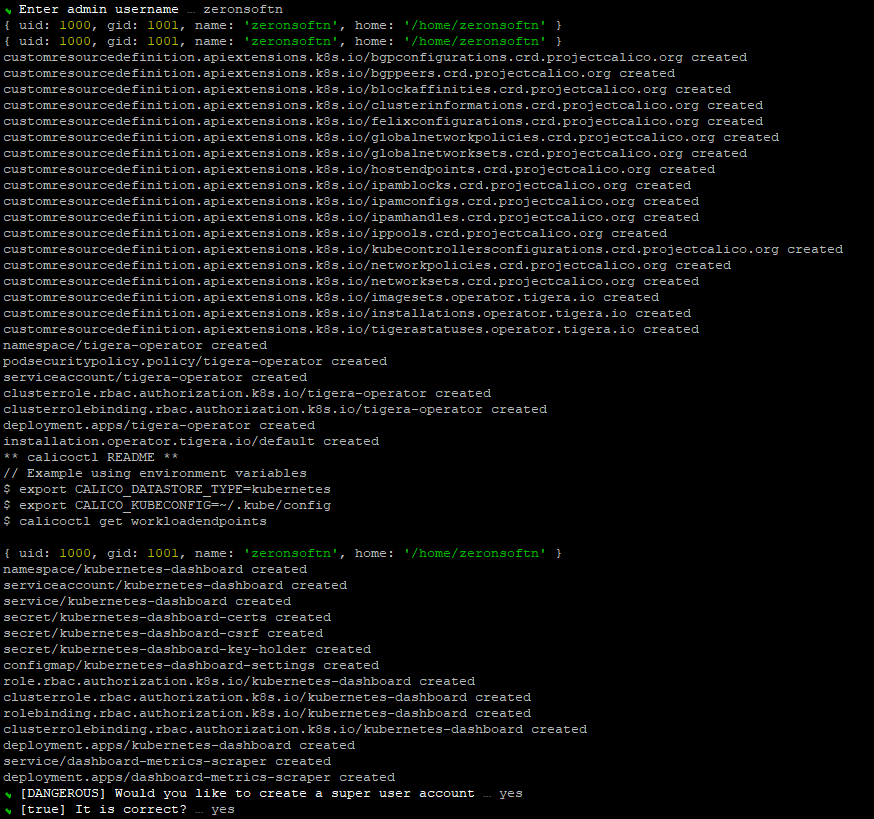 ✔ Enter admin username … zeronsoftn
{ uid: 1000, gid: 1001, name: 'zeronsoftn', home: '/home/zeronsoftn' }
{ uid: 1000, gid: 1001, name: 'zeronsoftn', home: '/home/zeronsoftn' }
customresourcedefinition.apiextensions.k8s.io/bgpconfigurations.crd.projectcalico.org created
customresourcedefinition.apiextensions.k8s.io/bgppeers.crd.projectcalico.org created
customresourcedefinition.apiextensions.k8s.io/blockaffinities.crd.projectcalico.org created
customresourcedefinition.apiextensions.k8s.io/clusterinformations.crd.projectcalico.org created
customresourcedefinition.apiextensions.k8s.io/felixconfigurations.crd.projectcalico.org created
customresourcedefinition.apiextensions.k8s.io/globalnetworkpolicies.crd.projectcalico.org created
customresourcedefinition.apiextensions.k8s.io/globalnetworksets.crd.projectcalico.org created
customresourcedefinition.apiextensions.k8s.io/hostendpoints.crd.projectcalico.org created
customresourcedefinition.apiextensions.k8s.io/ipamblocks.crd.projectcalico.org created
customresourcedefinition.apiextensions.k8s.io/ipamconfigs.crd.projectcalico.org created
customresourcedefinition.apiextensions.k8s.io/ipamhandles.crd.projectcalico.org created
customresourcedefinition.apiextensions.k8s.io/ippools.crd.projectcalico.org created
customresourcedefinition.apiextensions.k8s.io/kubecontrollersconfigurations.crd.projectcalico.org created
customresourcedefinition.apiextensions.k8s.io/networkpolicies.crd.projectcalico.org created
customresourcedefinition.apiextensions.k8s.io/networksets.crd.projectcalico.org created
customresourcedefinition.apiextensions.k8s.io/imagesets.operator.tigera.io created
customresourcedefinition.apiextensions.k8s.io/installations.operator.tigera.io created
customresourcedefinition.apiextensions.k8s.io/tigerastatuses.operator.tigera.io created
namespace/tigera-operator created
podsecuritypolicy.policy/tigera-operator created
serviceaccount/tigera-operator created
clusterrole.rbac.authorization.k8s.io/tigera-operator created
clusterrolebinding.rbac.authorization.k8s.io/tigera-operator created
deployment.apps/tigera-operator created
installation.operator.tigera.io/default created
** calicoctl README **
// Example using environment variables
$ export CALICO_DATASTORE_TYPE=kubernetes
$ export CALICO_KUBECONFIG=~/.kube/config
$ calicoctl get workloadendpoints
{ uid: 1000, gid: 1001, name: 'zeronsoftn', home: '/home/zeronsoftn' }
namespace/kubernetes-dashboard created
serviceaccount/kubernetes-dashboard created
service/kubernetes-dashboard created
secret/kubernetes-dashboard-certs created
secret/kubernetes-dashboard-csrf created
secret/kubernetes-dashboard-key-holder created
configmap/kubernetes-dashboard-settings created
role.rbac.authorization.k8s.io/kubernetes-dashboard created
clusterrole.rbac.authorization.k8s.io/kubernetes-dashboard created
rolebinding.rbac.authorization.k8s.io/kubernetes-dashboard created
clusterrolebinding.rbac.authorization.k8s.io/kubernetes-dashboard created
deployment.apps/kubernetes-dashboard created
service/dashboard-metrics-scraper created
deployment.apps/dashboard-metrics-scraper created
✔ [DANGEROUS] Would you like to create a super user account … yes
✔ [true] It is correct? … yes